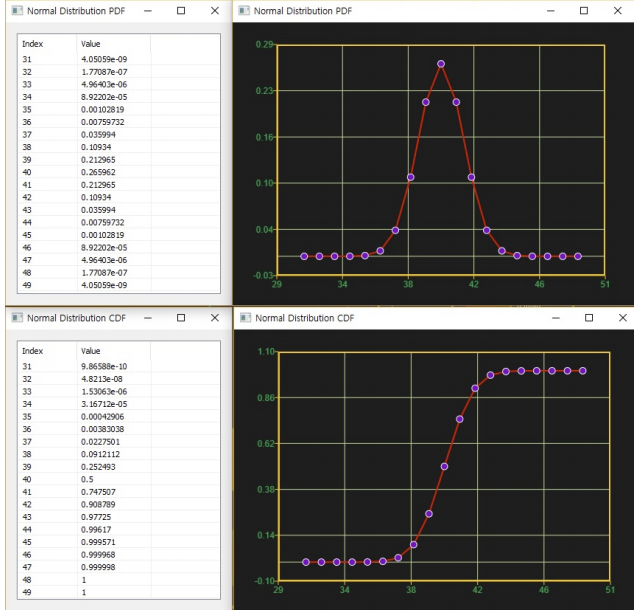 Normal Distribution PDF
Index Value
31 4.05059e-09
32 1.77087e-07
33 4.96403e-06
34 8.92202e-05
35 0.00102819
36 0.00759732
37 0.035994
38 0.10934
39 0.212965
40 0.265962
41 0.212965
42 0.10934
43 0.035994
44 0.00759732
45 0.00102819
46 8.92202e-05
47 4.96403e-06
48 1.77087e-07
49 4.05059e-09
Normal Distribution PDF
0.29
0.23
0.16
0.10
0.04
-0.03
29 34 38 42 46 51
Normal Distribution CDF
Index Value
31 9.86588e-10
32 4.8213e-08
33 1.53063e-06
34 3.16712e-05
35 0.00042906
36 0.00383038
37 0.0227501
38 0.0912112
39 0.252493
40 0.5
41 0.747507
42 0.908789
43 0.97725
44 0.99617
45 0.999571
46 0.999968
47 0.999998
48 1
49 1
Normal Distribution CDF
1.10
0.86
0.62
0.38
0.14
-0.10
29 34 38 42 46 51